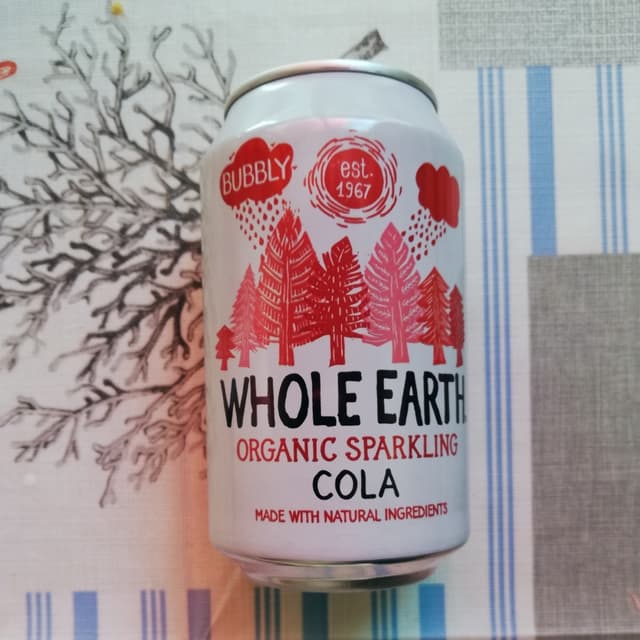 BUBBLY
est.
1967
WHOLE EARTH
ORGANIC SPARKLING
COLA
MADE WITH NATURAL INGREDIENTS